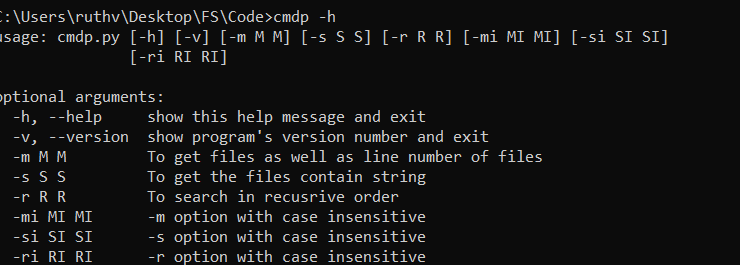 C:\Users\ruthv\Desktop\FS\Code>cmdp -h
usage: cmdp.py [-h] [-v] [-m M M] [-s S S] [-r R R] [-mi MI MI] [-si SI SI]
               [-ri RI RI]
optional arguments:
  -h, --help     show this help message and exit
  -v, --version  show program's version number and exit
  -m M M         To get files as well as line number of files
  -s S S         To get the files contain string
  -r R R         To search in recusrive order
  -mi MI MI      -m option with case insensitive
  -si SI SI      -s option with case insensitive
  -ri RI RI      -r option with case insensitive